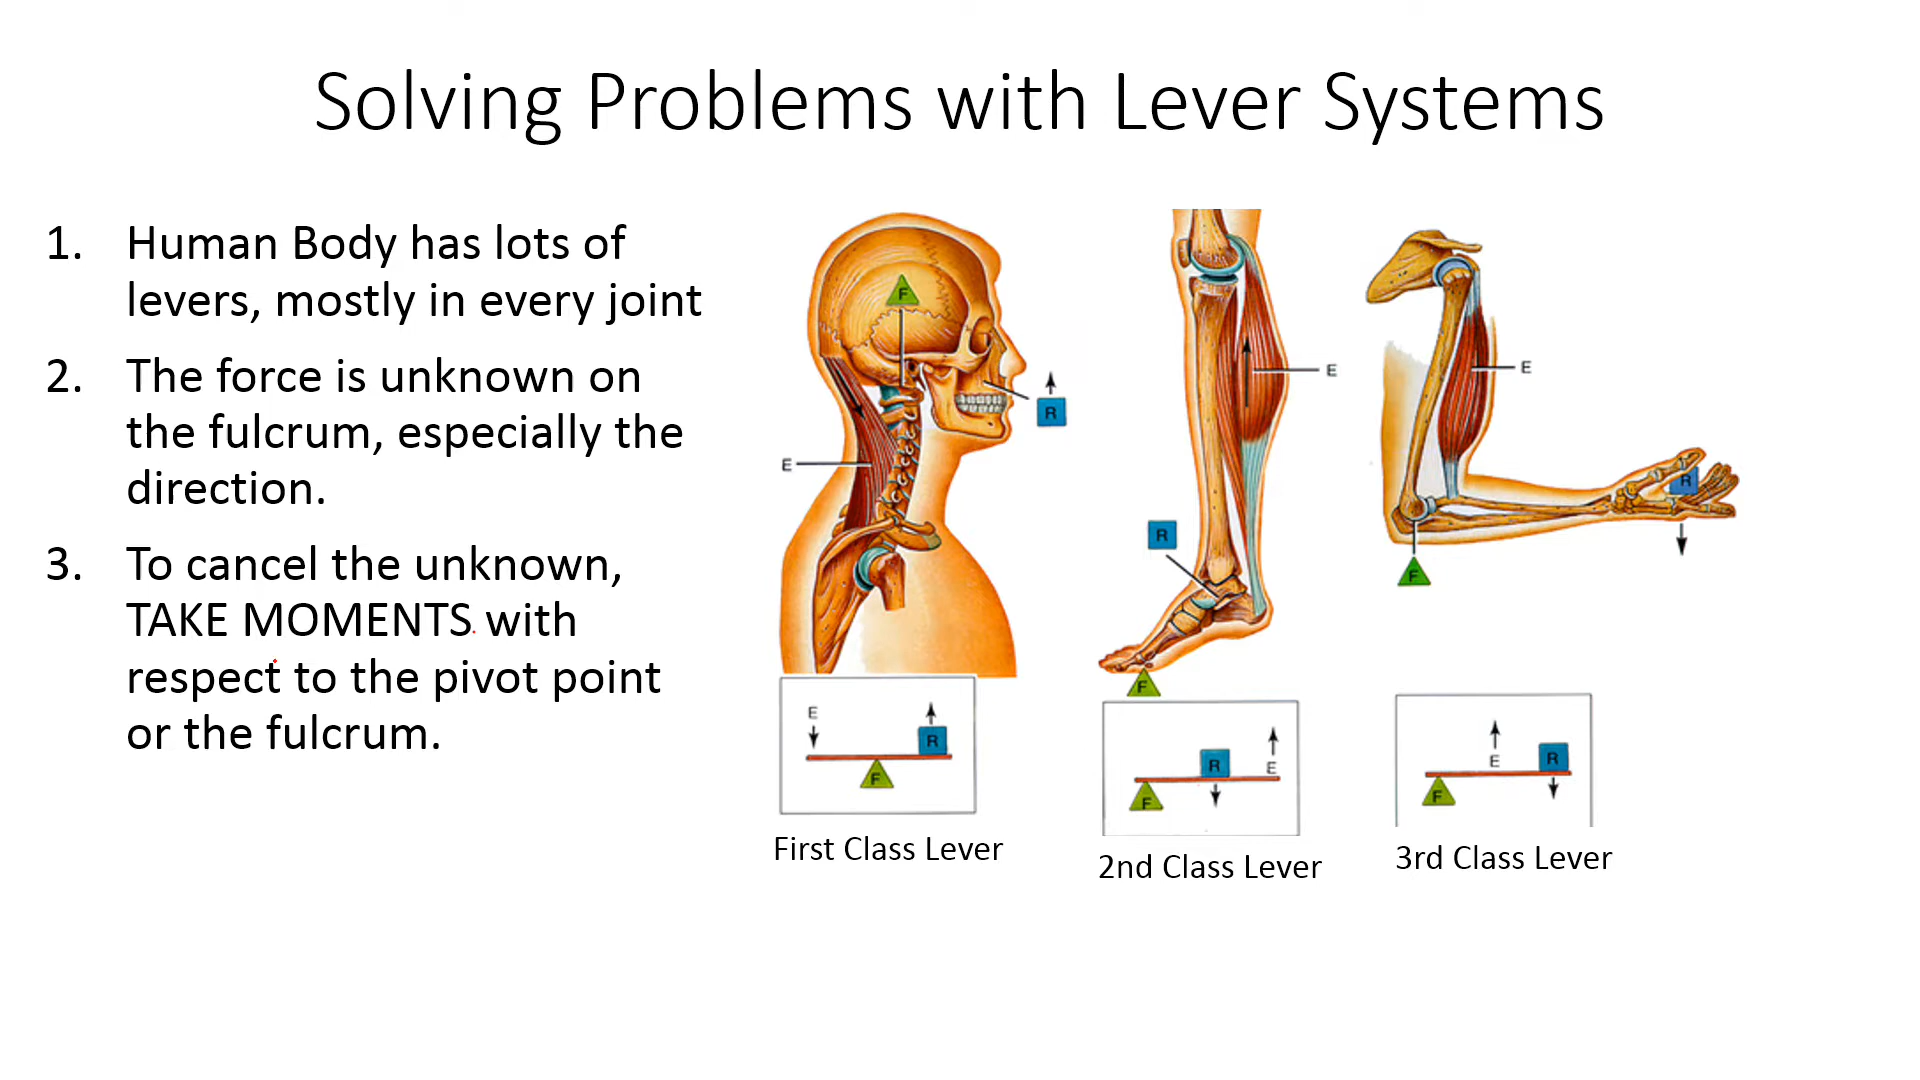 Solving Problems with Lever Systems
1. Human Body has lots of
levers, mostly in every joint
2. The force is unknown on
the fulcrum, especially the
direction.
3. To cancel the unknown,
TAKE MOMENTS with
respect to the pivot point
or the fulcrum.
F
R
E
E
R
F
E
R
F
E
R
F
First Class Lever
R
E
F
2nd Class Lever
E
R
F
3rd Class Lever